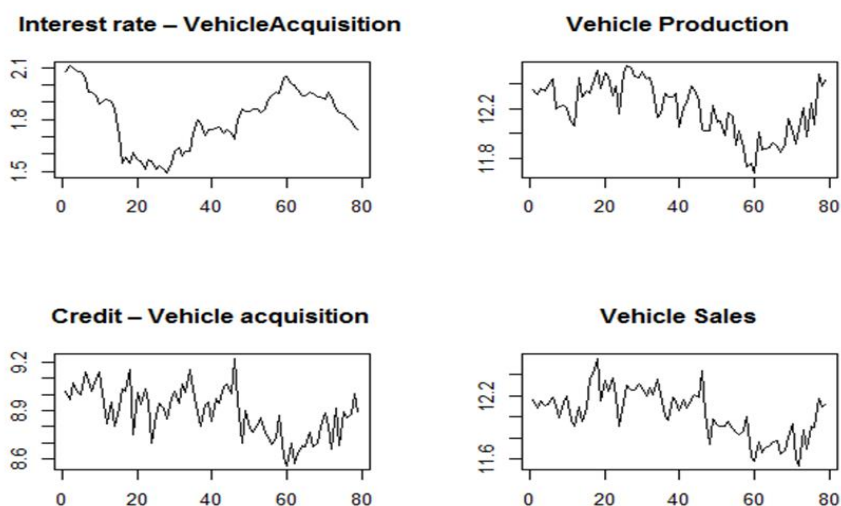 Interest rate – VehicleAcquisition
2.1
1.8
1.5
0 20 40 60 80
Vehicle Production
12.2
11.8
0 20 40 60 80
Credit – Vehicle acquisition
9.2
8.9
8.6
0 20 40 60 80
Vehicle Sales
12.2
11.6
0 20 40 60 80